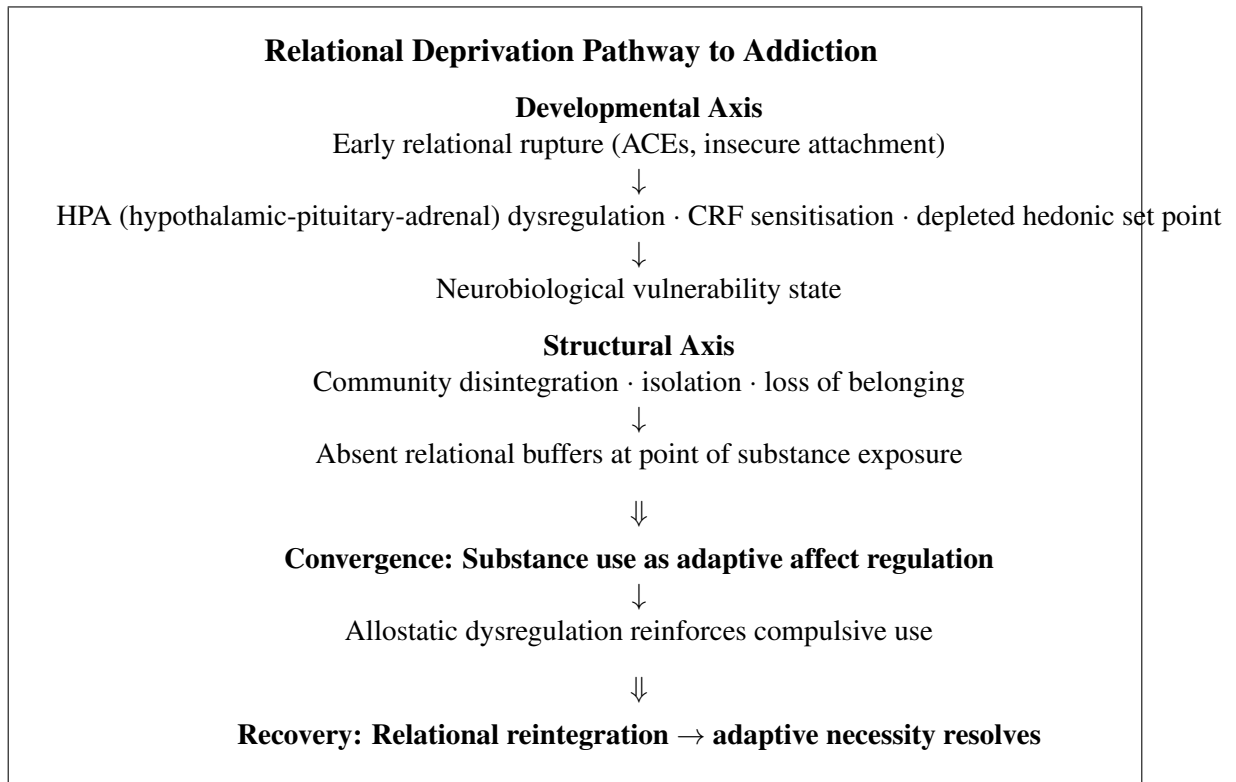 Relational Deprivation Pathway to Addiction
Developmental Axis
Early relational rupture (ACEs, insecure attachment)
↓
HPA (hypothalamic-pituitary-adrenal) dysregulation · CRF sensitisation · depleted hedonic set point
↓
Neurobiological vulnerability state
Structural Axis
Community disintegration · isolation · loss of belonging
↓
Absent relational buffers at point of substance exposure
⇓
Convergence: Substance use as adaptive affect regulation
↓
Allostatic dysregulation reinforces compulsive use
⇓
Recovery: Relational reintegration → adaptive necessity resolves